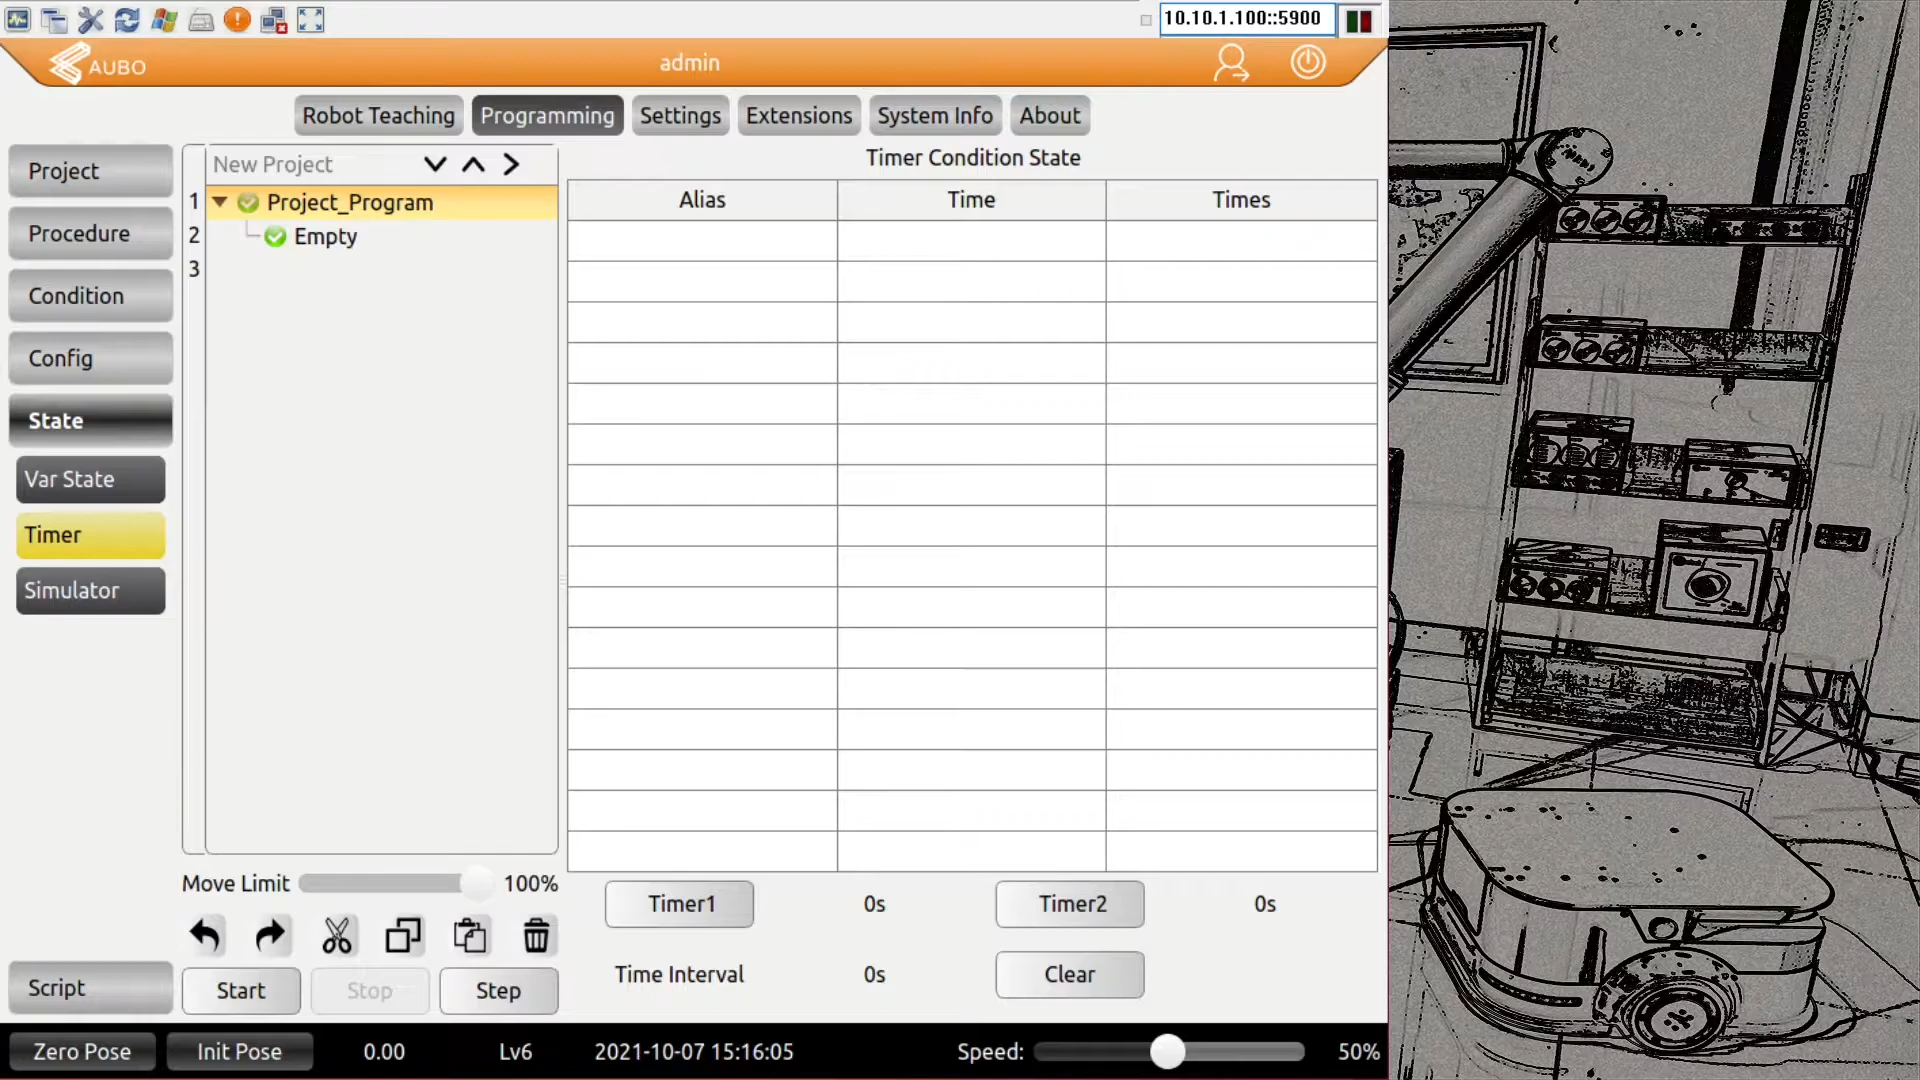 10.10.1.100::5900
AUBO
admin
Robot Teaching
Programming
Settings
Extensions
System Info
About
Project
Procedure
Condition
Config
State
Var State
Timer
Simulator
Script
New Project
1
Project_Program
2
Empty
3
Timer Condition State
Alias Time Times
Timer1 0s Timer2 0s
Time Interval 0s Clear
Move Limit 100%
Start Stop Step
Zero Pose Init Pose 0.00 Lv6 2021-10-07 15:16:05 Speed: 50%